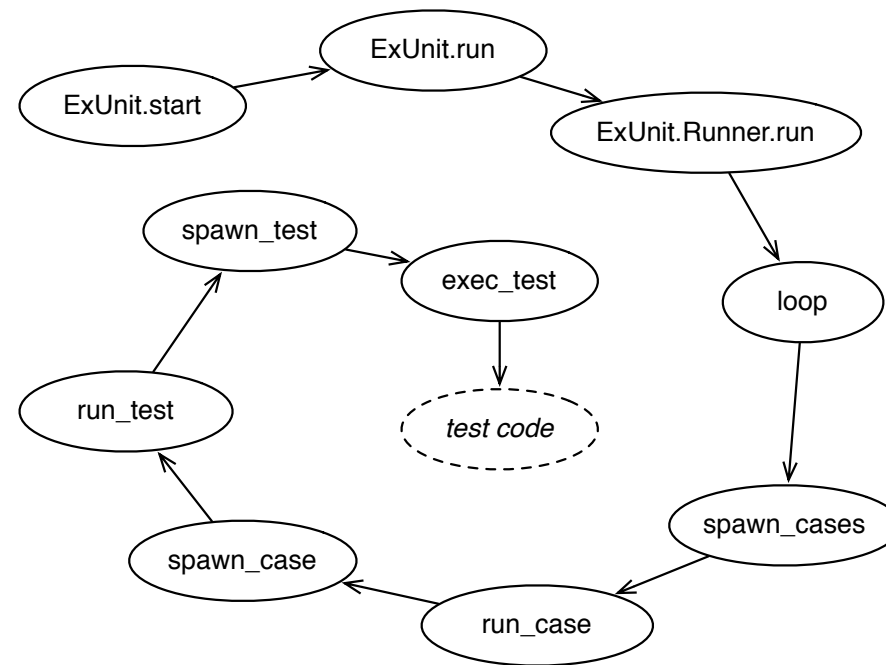 ExUnit.start
ExUnit.run
ExUnit.Runner.run
loop
spawn_cases
run_case
spawn_case
run_test
spawn_test
exec_test
test code